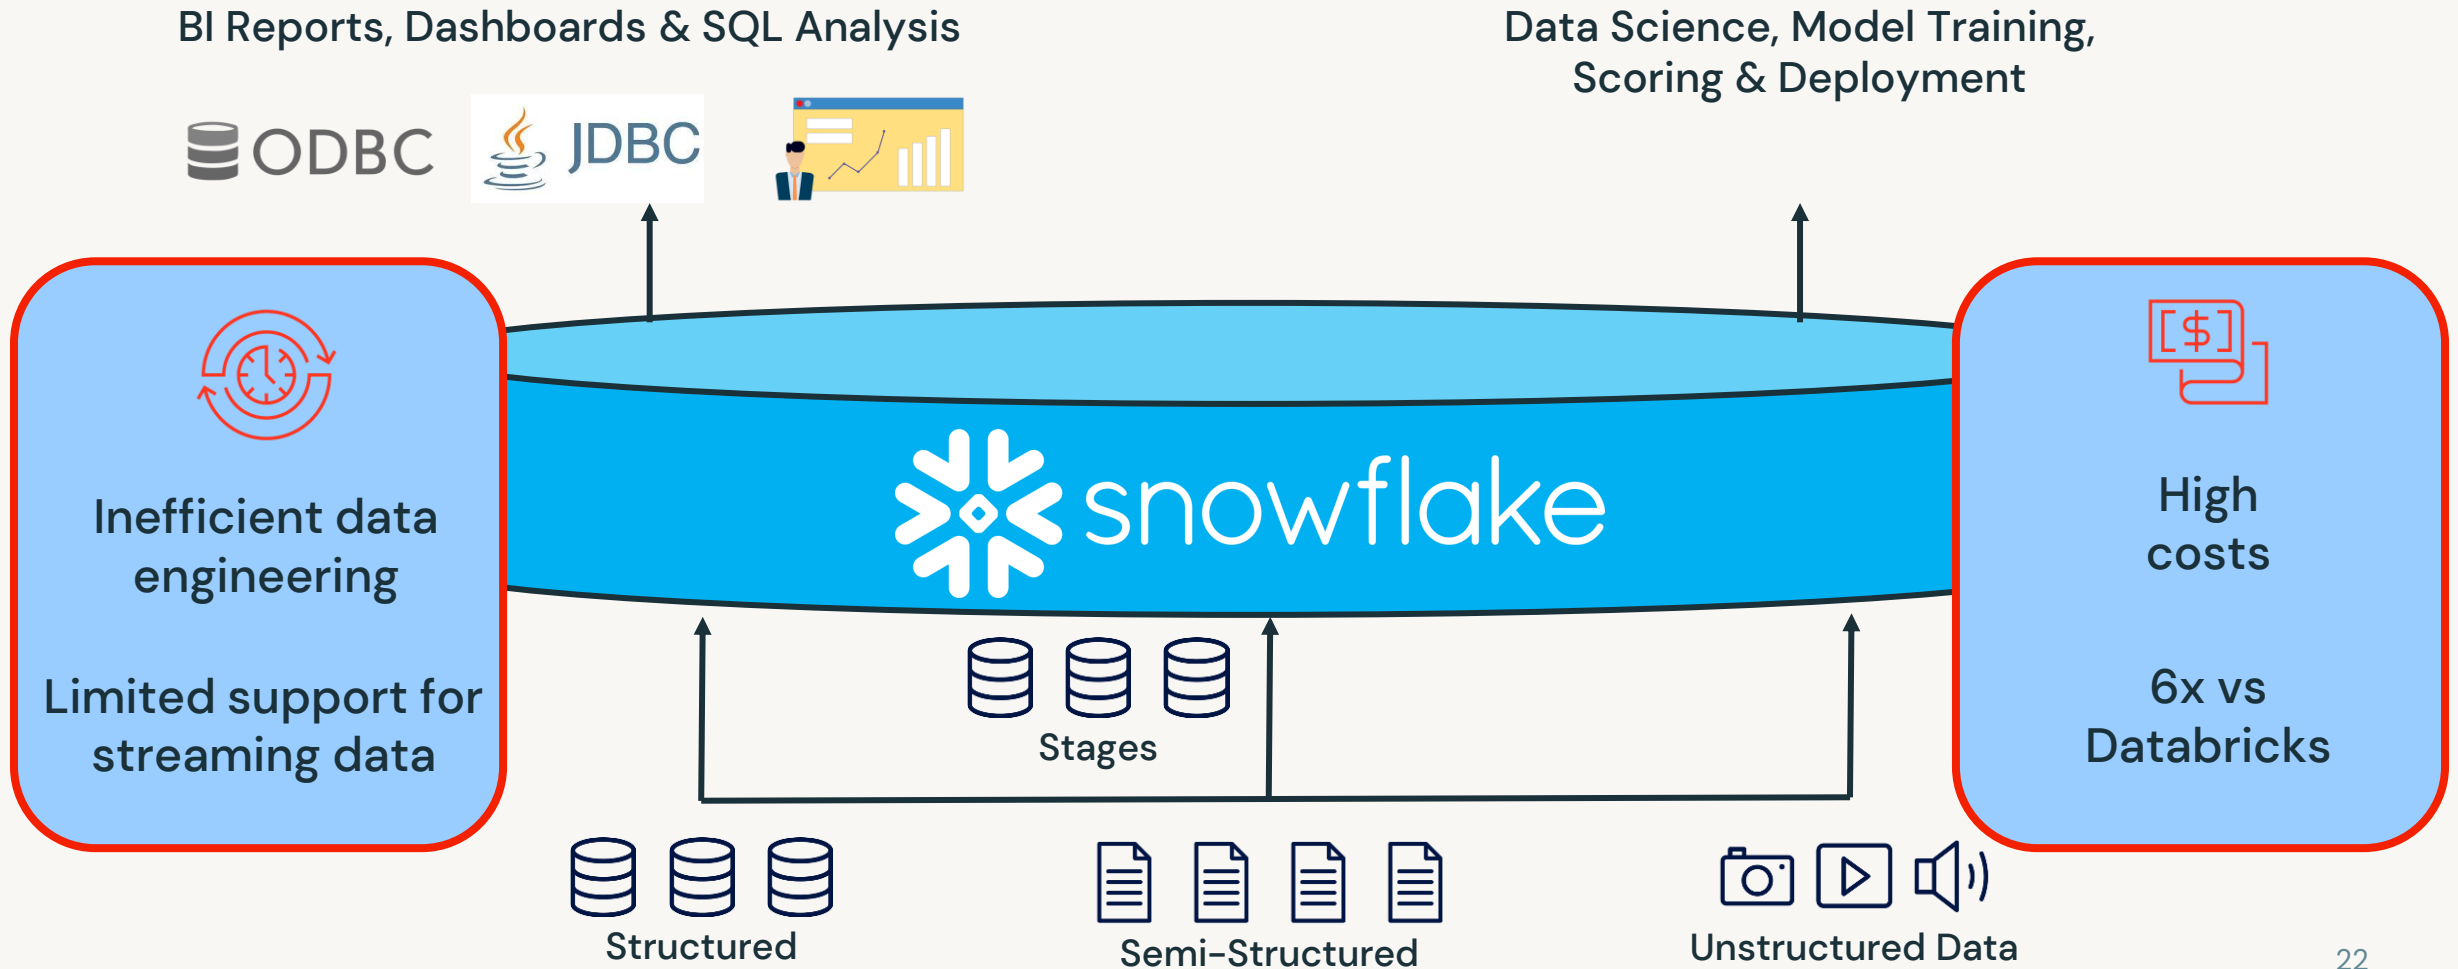 BI Reports, Dashboards & SQL Analysis
Data Science, Model Training,
Scoring & Deployment
ODBC
JDBC
Inefficient data
engineering
Limited support for
streaming data
snowflake
[$]
High
costs
6x vs
Databricks
Stages
Structured
Semi-Structured
Unstructured Data
22